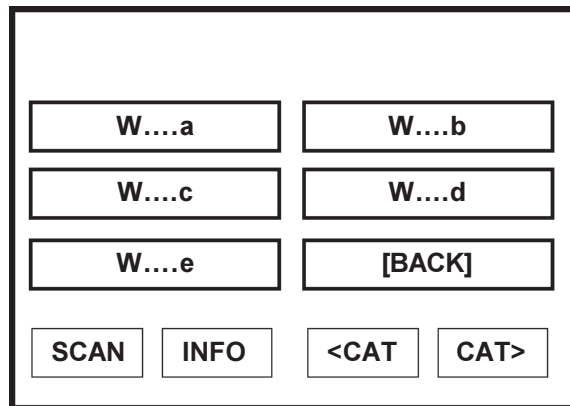 W....a W....b
W....c W....d
W....e [BACK]
SCAN INFO <CAT CAT>